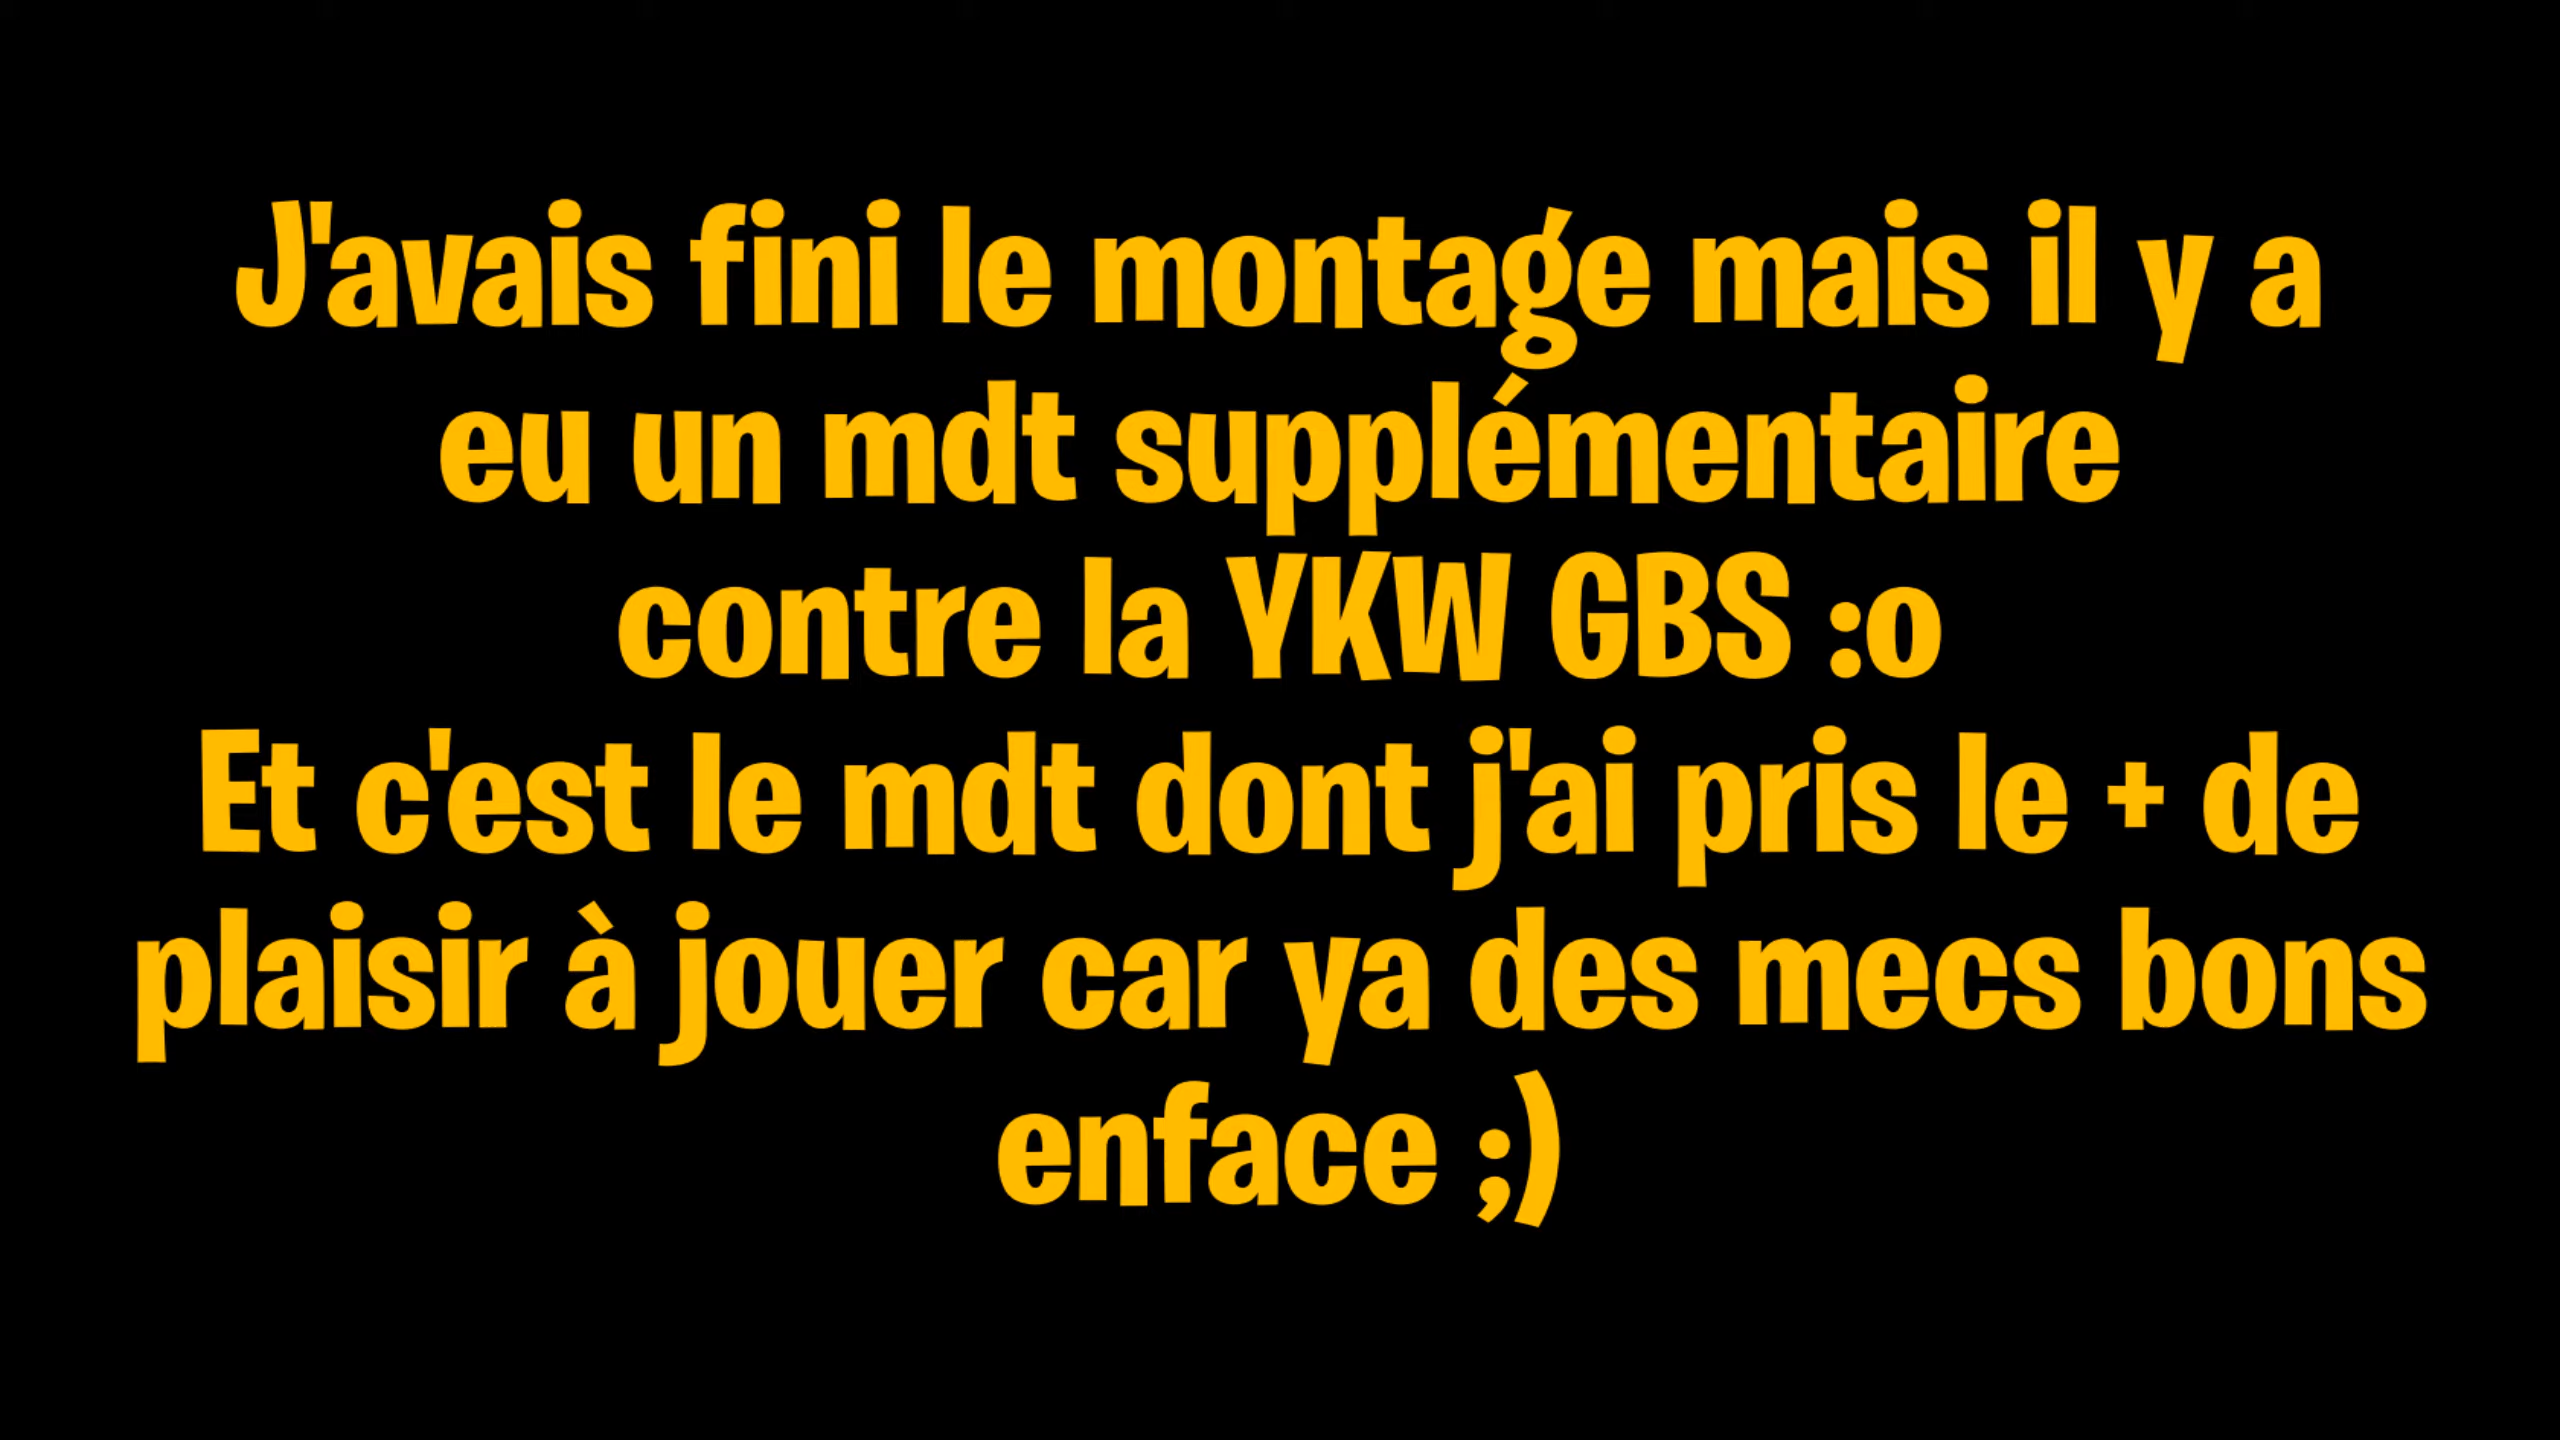 J'avais fini le montage mais il y a
eu un mdt supplémentaire
contre la YKW GBS :o
Et c'est le mdt dont j'ai pris le + de
plaisir à jouer car ya des mecs bons
enface ;)